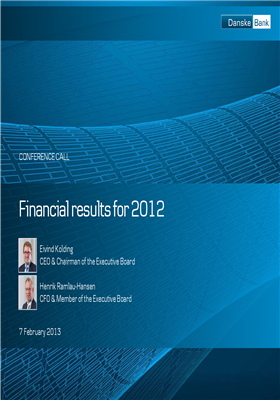 Danske Bank
CONFERENCE CALL
Financial results for 2012
Eivind Kolding
CEO & Chairman of the Executive Board
Henrik Ramlau-Hansen
CFO & Member of the Executive Board
7 February 2013